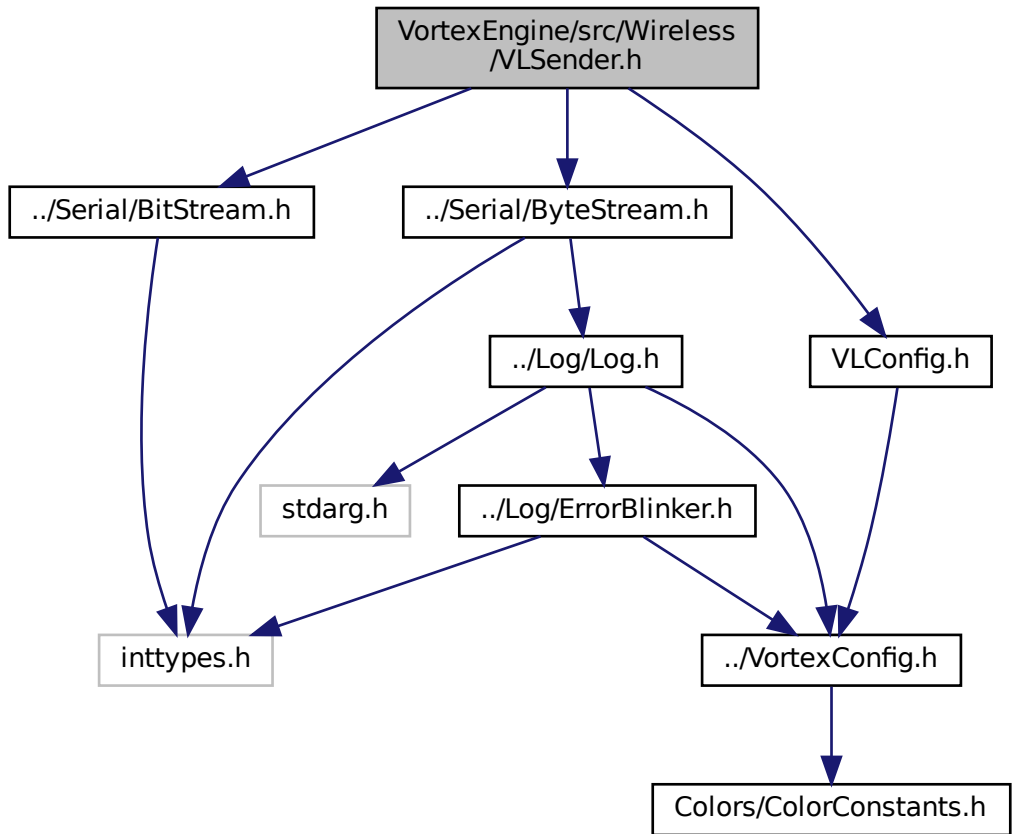 VortexEngine/src/Wireless
/VLSender.h
../Serial/BitStream.h
../Serial/ByteStream.h
../Log/Log.h
VLConfig.h
stdarg.h
../Log/ErrorBlinker.h
inttypes.h
../VortexConfig.h
Colors/ColorConstants.h